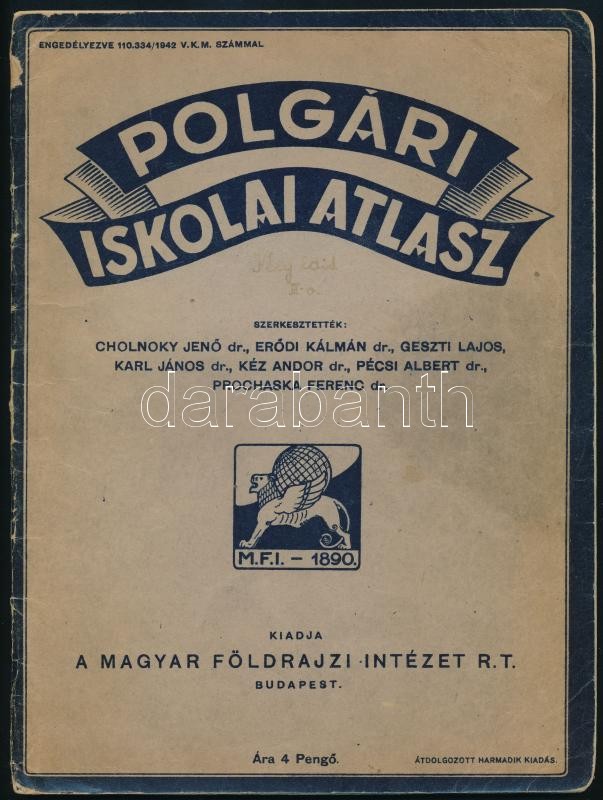 ENGEDÉLYEZVE 110.334/1942 V.K.M. SZÁMMAL
POLGÁRI
ISKOLAI ATLASZ
II. o.
SZERKESZTETTÉK:
CHOLNOKY JENŐ dr., ERŐDI KÁLMÁN dr., GESZTI LAJOS,
KARL JÁNOS dr., KÉZ ANDOR dr., PÉCSI ALBERT dr.,
PROCHASKA FERENC dr.
darabanth
M.F.I. – 1890.
KIADJA
A MAGYAR FÖLDRAJZI INTÉZET R.T.
BUDAPEST.
Ára 4 Pengő.
ÁTDOLGOZOTT HARMADIK KIADÁS.